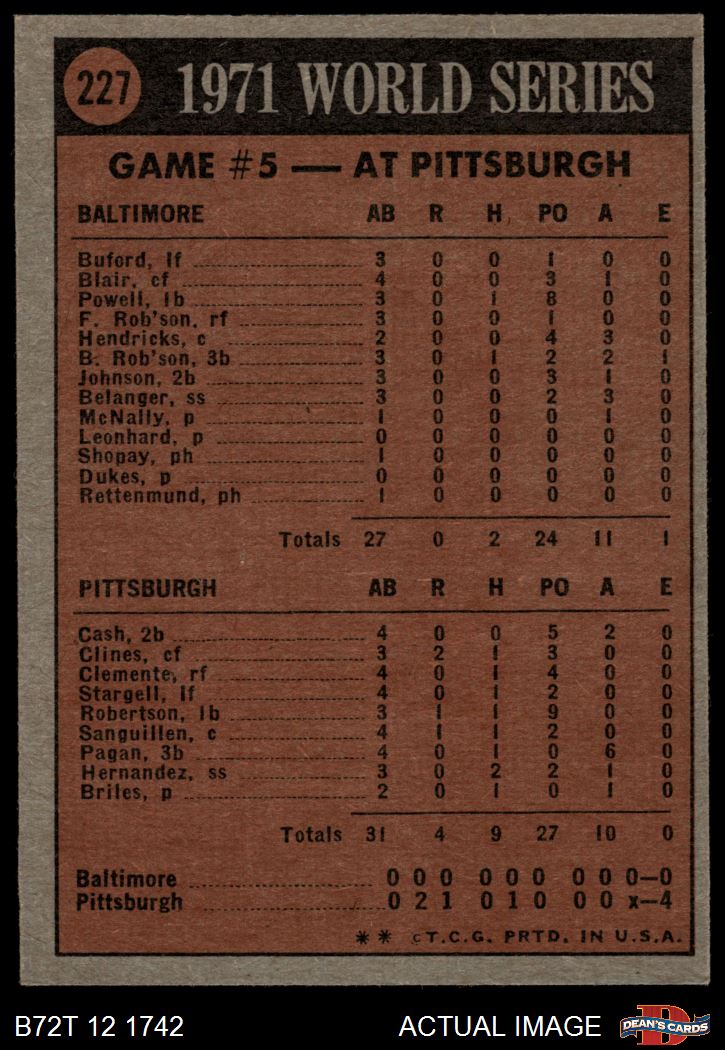 227 1971 WORLD SERIES
GAME #5 — AT PITTSBURGH
BALTIMORE AB R H PO A E
Buford, lf 3 0 0 1 0 0
Blair, cf 4 0 0 3 1 0
Powell, 1b 3 0 1 8 0 0
F. Rob'son, rf 3 0 0 1 0 0
Hendricks, c 2 0 0 4 3 0
B. Rob'son, 3b 3 0 1 2 2 1
Johnson, 2b 3 0 0 3 1 0
Belanger, ss 3 0 0 2 3 0
McNally, p 1 0 0 0 1 0
Leonhard, p 0 0 0 0 0 0
Shopay, ph 1 0 0 0 0 0
Dukes, p 0 0 0 0 0 0
Rettenmund, ph 1 0 0 0 0 0
Totals 27 0 2 24 11 1
PITTSBURGH AB R H PO A E
Cash, 2b 4 0 0 5 2 0
Clines, cf 3 2 1 3 0 0
Clemente, rf 4 0 1 4 0 0
Stargell, lf 4 0 1 2 0 0
Robertson, 1b 3 1 1 9 0 0
Sanguillen, c 4 1 1 2 0 0
Pagan, 3b 4 0 1 0 6 0
Hernandez, ss 3 0 2 2 1 0
Briles, p 2 0 1 0 1 0
Totals 31 4 9 27 10 0
Baltimore 0 0 0 0 0 0 0 0 0—0
Pittsburgh 0 2 1 0 1 0 0 0 x—4
** ©T.C.G. PRTD. IN U.S.A.
B72T 12 1742 ACTUAL IMAGE DEAN'S CARDS